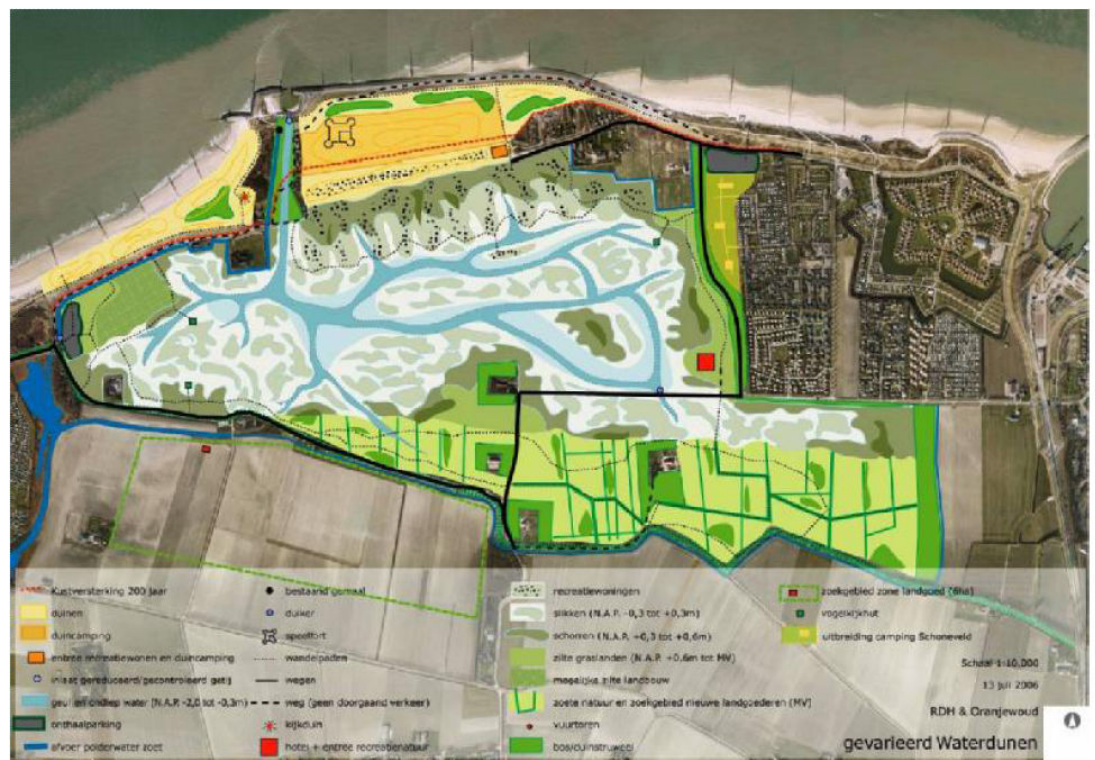 Kustversterking 200 jaar
duinen
duincamping
entree recreatiewonen en duincamping
inlaat gereduceerd/gecontroleerd getij
geul en ondiep water (N.A.P. -2,0 tot -0,3m)
onthaalparking
afvoer polderwater zoet
bestaand gemaal
duiker
speelfort
wandelpaden
wegen
weg (geen doorgaand verkeer)
kijkduin
hotel + entree recreatienatuur
recreatiewoningen
slikken (N.A.P. -0,3 tot +0,3m)
schorren (N.A.P. +0,3 tot +0,6m)
zilte graslanden (N.A.P. +0,6m tot MV)
mogelijke zilte landbouw
zoete natuur en zoekgebied nieuwe landgoederen (MV)
vuurtoren
bos/duinstruweel
zoekgebied zone landgoed (6ha)
vogelkijkhut
uitbreiding camping Schoneveld
Schaal 1:10.000
13 juli 2006
RDH & Oranjewoud
gevarieerd Waterdunen